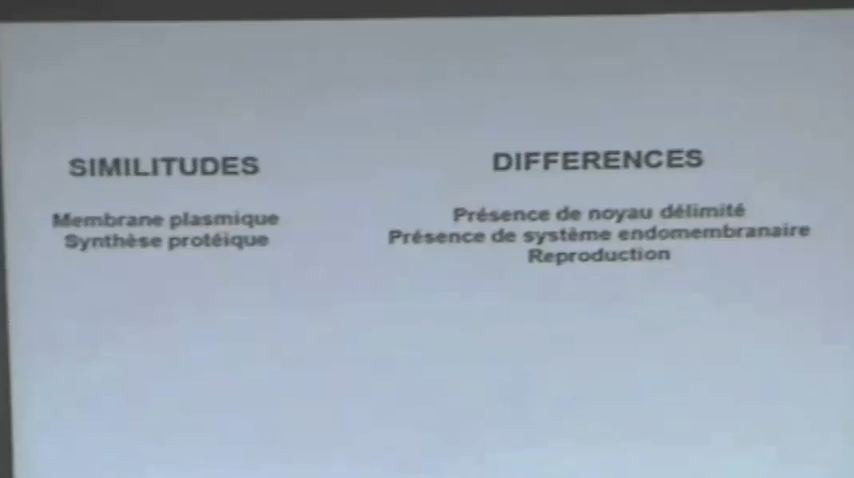 SIMILITUDES
Membrane plasmique
Synthèse protéique
DIFFERENCES
Présence de noyau délimité
Présence de système endomembranaire
Reproduction